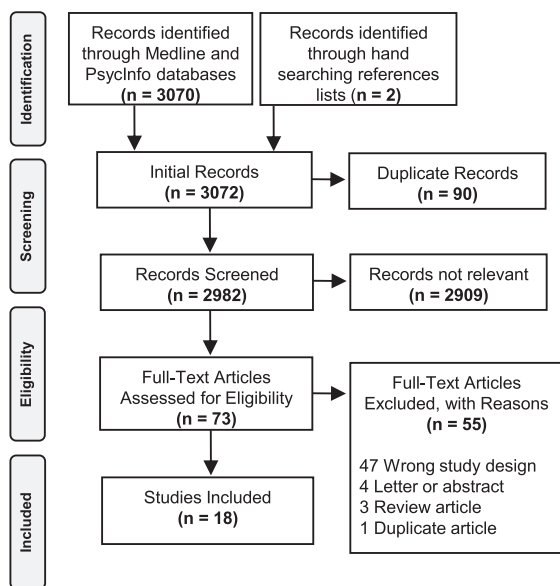 Identification
Records identified
through Medline and
PsycInfo databases
(n = 3070)
Records identified
through hand
searching references
lists (n = 2)
Screening
Initial Records
(n = 3072)
Duplicate Records
(n = 90)
Records Screened
(n = 2982)
Records not relevant
(n = 2909)
Eligibility
Full-Text Articles
Assessed for Eligibility
(n = 73)
Full-Text Articles
Excluded, with Reasons
(n = 55)
47 Wrong study design
4 Letter or abstract
3 Review article
1 Duplicate article
Included
Studies Included
(n = 18)